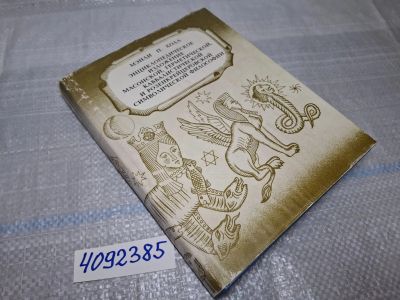 МЭНЛИ П. ХОЛЛ
ЭНЦИКЛОПЕДИЧЕСКОЕ
ИЗЛОЖЕНИЕ
МАСОНСКОЙ, ГЕРМЕТИЧЕСКОЙ,
КАББАЛИСТИЧЕСКОЙ
И РОЗЕНКРЕЙЦЕРОВСКОЙ
СИМВОЛИЧЕСКОЙ ФИЛОСОФИИ
4092385